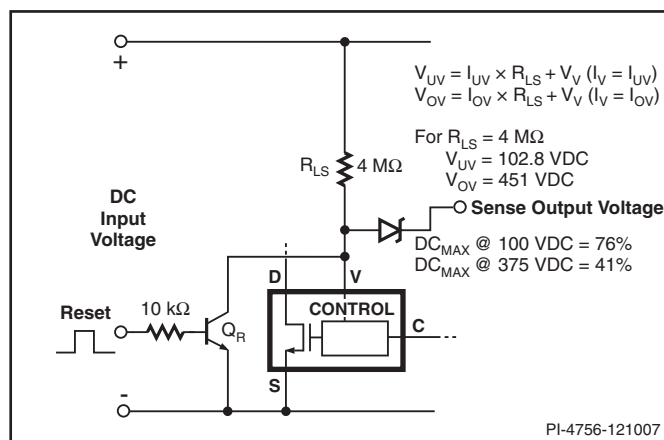 +
V_UV = I_UV × R_LS + V_V (I_V = I_UV)
V_OV = I_OV × R_LS + V_V (I_V = I_OV)
For R_LS = 4 MΩ
V_UV = 102.8 VDC
V_OV = 451 VDC
R_LS
4 MΩ
DC
Input
Voltage
Sense Output Voltage
DC_MAX @ 100 VDC = 76%
DC_MAX @ 375 VDC = 41%
D
V
CONTROL
C
Reset
10 kΩ
Q_R
S
-
PI-4756-121007